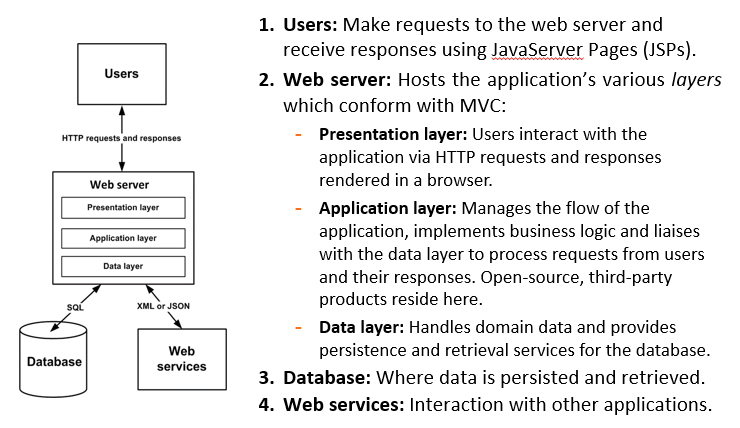 Users
HTTP requests and responses
Web server
Presentation layer
Application layer
Data layer
SQL
XML or JSON
Database
Web
services
1. Users: Make requests to the web server and
receive responses using JavaServer Pages (JSPs).
2. Web server: Hosts the application’s various layers
which conform with MVC:
- Presentation layer: Users interact with the
application via HTTP requests and responses
rendered in a browser.
- Application layer: Manages the flow of the
application, implements business logic and liaises
with the data layer to process requests from users
and their responses. Open-source, third-party
products reside here.
- Data layer: Handles domain data and provides
persistence and retrieval services for the database.
3. Database: Where data is persisted and retrieved.
4. Web services: Interaction with other applications.